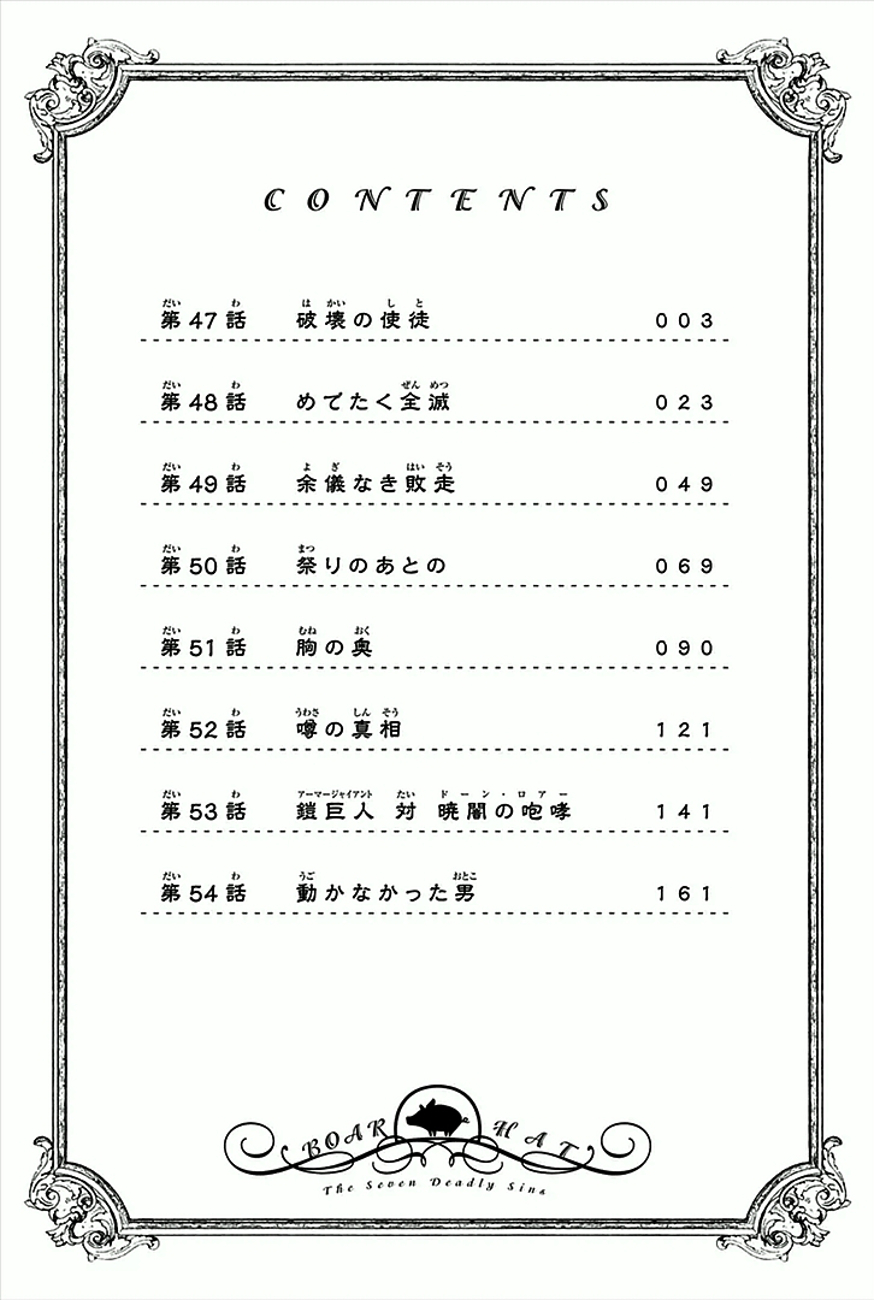 CONTENTS
第47話 破壊の使徒 003
第48話 めでたく全滅 023
第49話 余儀なき敗走 049
第50話 祭りのあとの 069
第51話 胸の奥 090
第52話 噂の真相 121
第53話 鎧巨人 対 暁闇の咆哮 141
第54話 動かなかった男 161
BOAR HAT
The Seven Deadly Sins